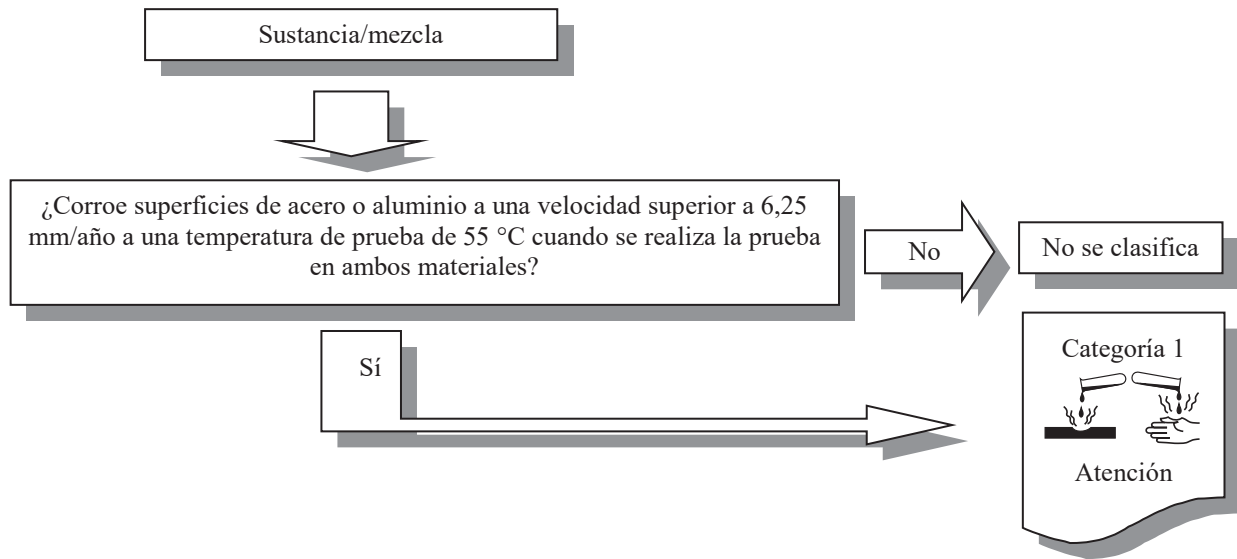 Sustancia/mezcla
¿Corroe superficies de acero o aluminio a una velocidad superior a 6,25
mm/año a una temperatura de prueba de 55 °C cuando se realiza la prueba
en ambos materiales?
No
No se clasifica
Sí
Categoría 1
Atención